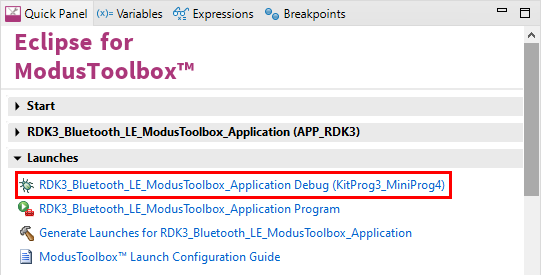 Quick Panel (x)= Variables Expressions Breakpoints
Eclipse for
ModusToolbox™
Start
RDK3_Bluetooth_LE_ModusToolbox_Application (APP_RDK3)
Launches
RDK3_Bluetooth_LE_ModusToolbox_Application Debug (KitProg3_MiniProg4)
RDK3_Bluetooth_LE_ModusToolbox_Application Program
Generate Launches for RDK3_Bluetooth_LE_ModusToolbox_Application
ModusToolbox™ Launch Configuration Guide